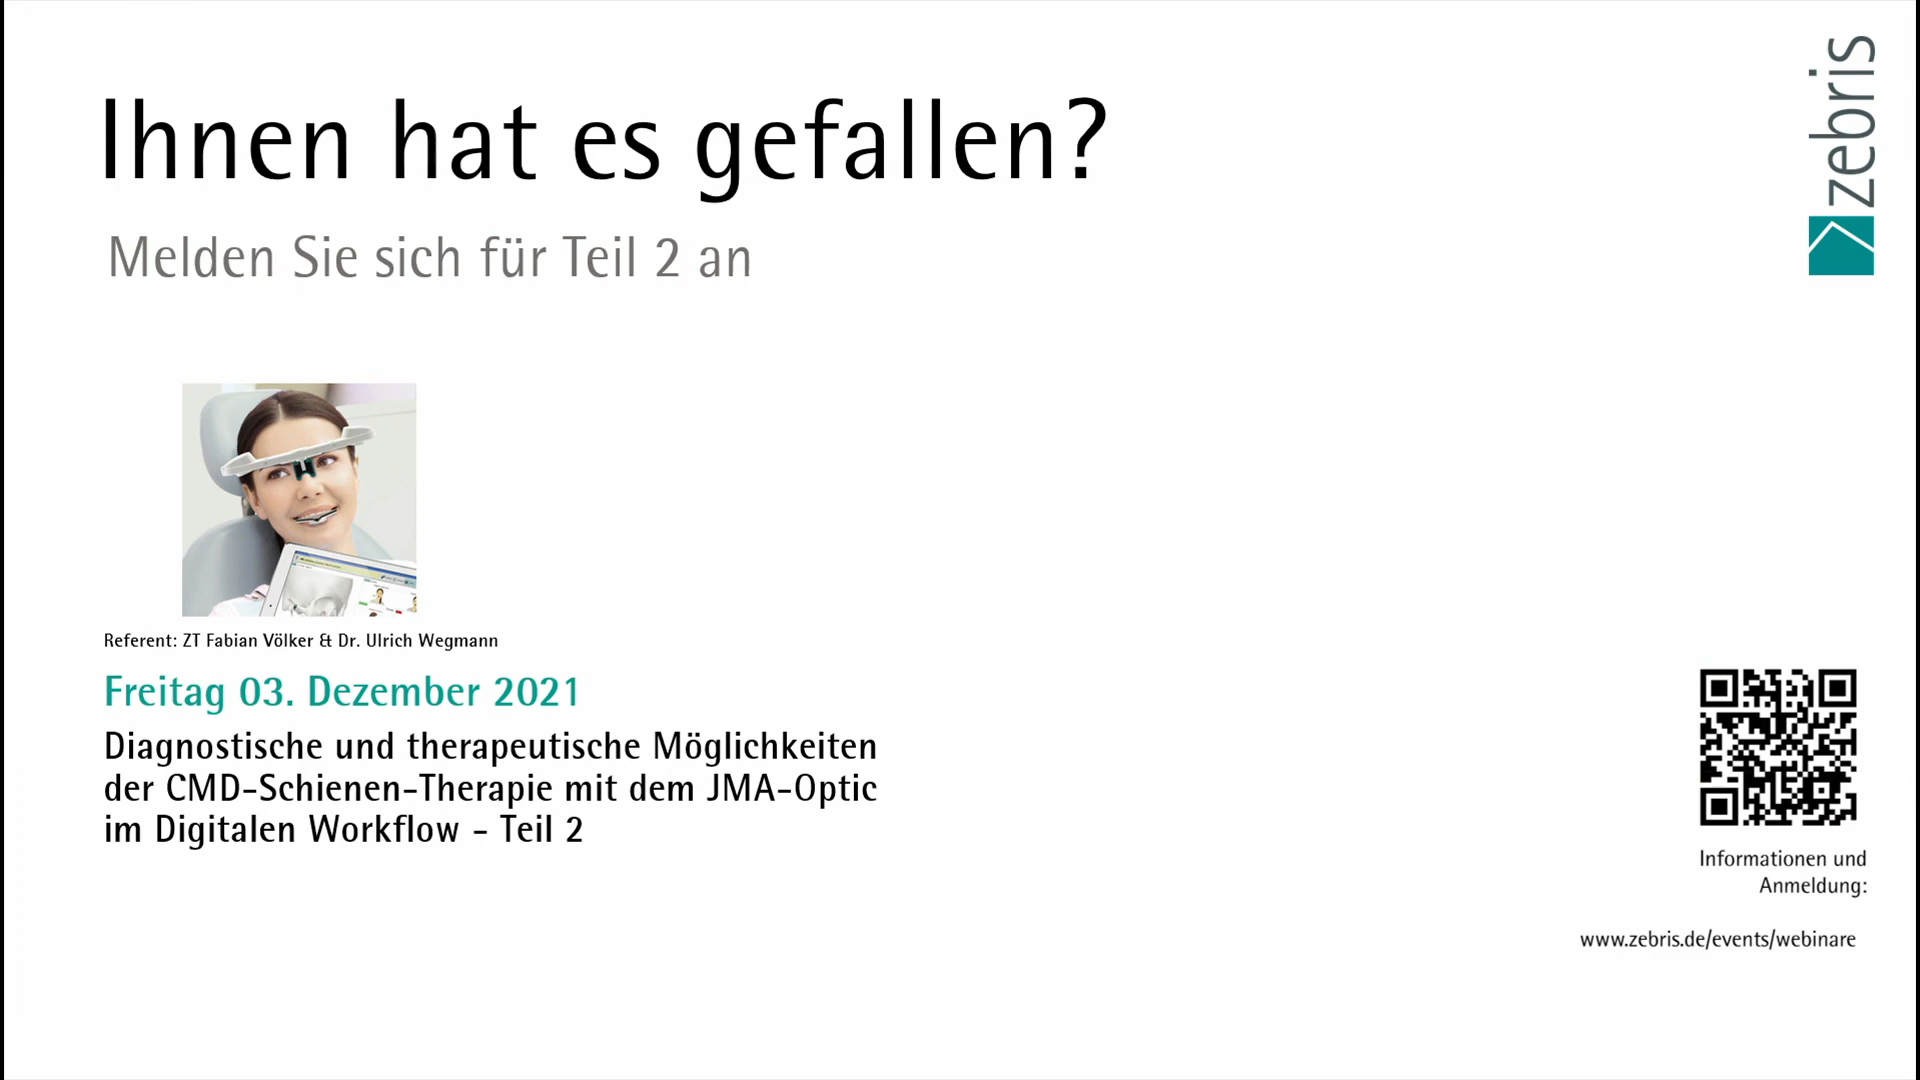 Ihnen hat es gefallen?
Melden Sie sich für Teil 2 an
zebris
Referent: ZT Fabian Völker & Dr. Ulrich Wegmann
Freitag 03. Dezember 2021
Diagnostische und therapeutische Möglichkeiten
der CMD-Schienen-Therapie mit dem JMA-Optic
im Digitalen Workflow - Teil 2
Informationen und
Anmeldung:
www.zebris.de/events/webinare